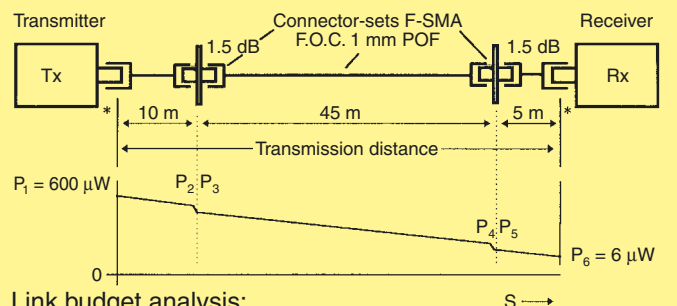 Transmitter
Connector-sets F-SMA
Receiver
1.5 dB
F.O.C. 1 mm POF
1.5 dB
Tx
Rx
*
10 m
45 m
5 m
*
Transmission distance
P1 = 600 µW
P2
P3
P4
P5
P6 = 6 µW
0
Link budget analysis:
S